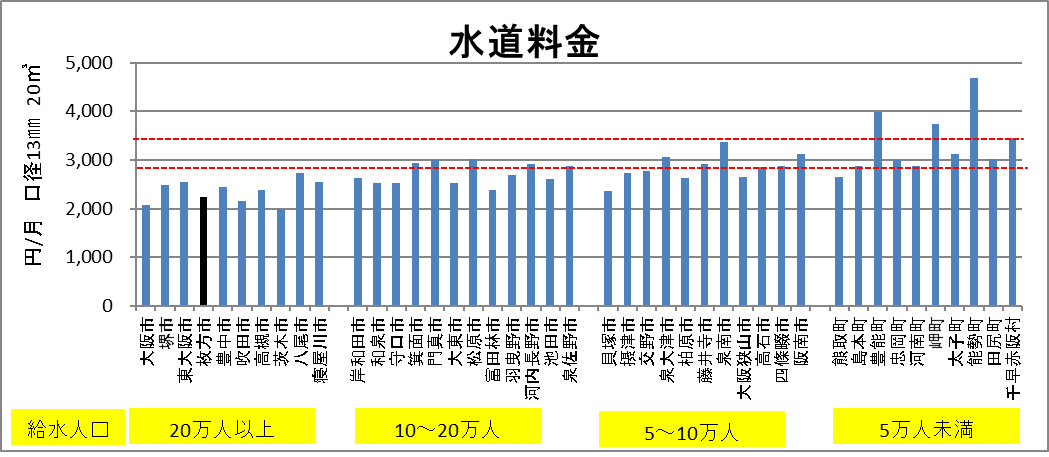 水道料金
円/月 口径13mm 20㎥
5,000
4,000
3,000
2,000
1,000
0
大阪市
堺市
東大阪市
枚方市
豊中市
吹田市
高槻市
茨木市
八尾市
寝屋川市
岸和田市
和泉市
守口市
箕面市
門真市
大東市
松原市
富田林市
羽曳野市
河内長野市
池田市
泉佐野市
貝塚市
摂津市
交野市
泉大津市
柏原市
藤井寺市
泉南市
大阪狭山市
高石市
四條畷市
阪南市
熊取町
島本町
豊能町
忠岡町
河南町
岬町
太子町
能勢町
田尻町
千早赤阪村
給水人口
20万人以上
10～20万人
5～10万人
5万人未満